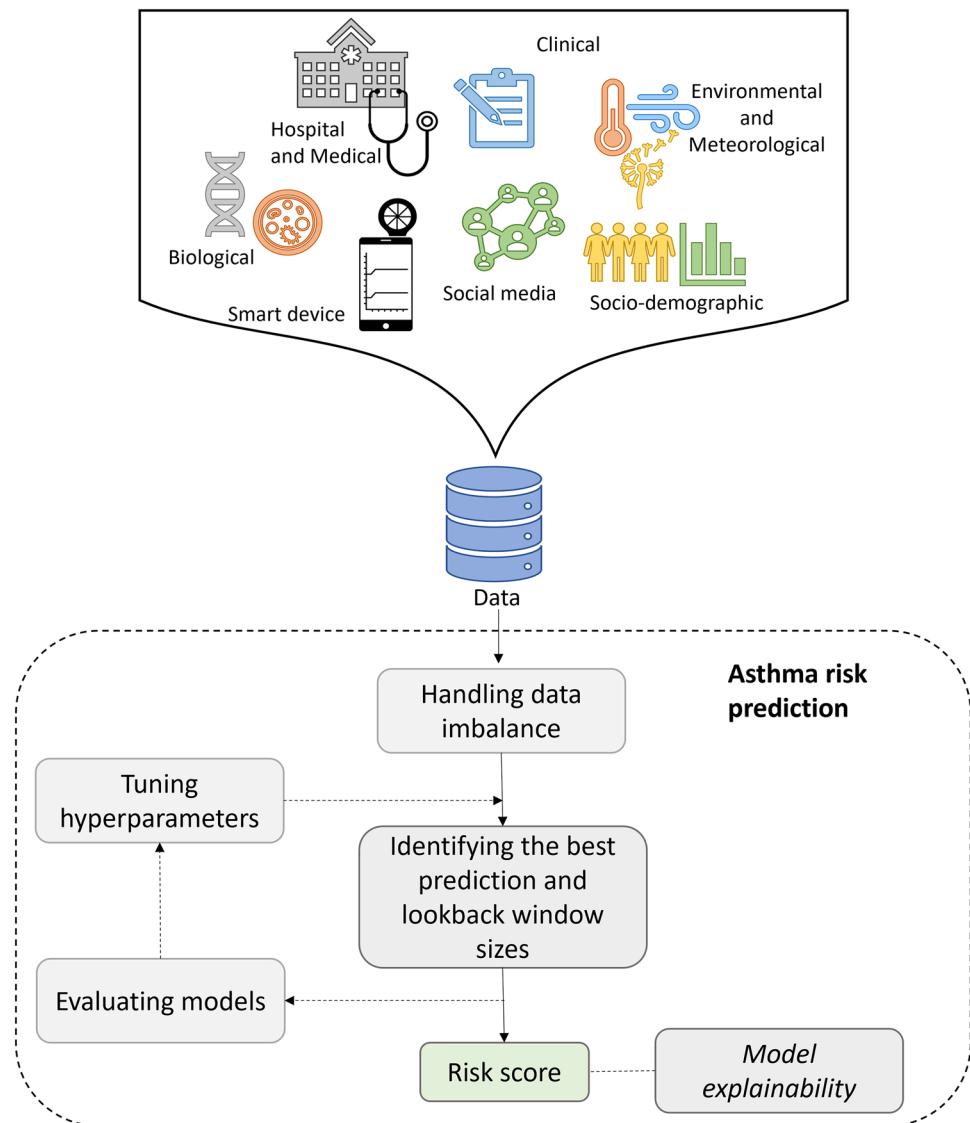 Clinical
Hospital
and Medical
Environmental
and
Meteorological
Biological
Smart device
Social media
Socio-demographic
Data
Asthma risk
prediction
Handling data
imbalance
Tuning
hyperparameters
Identifying the best
prediction and
lookback window
sizes
Evaluating models
Risk score
Model
explainability